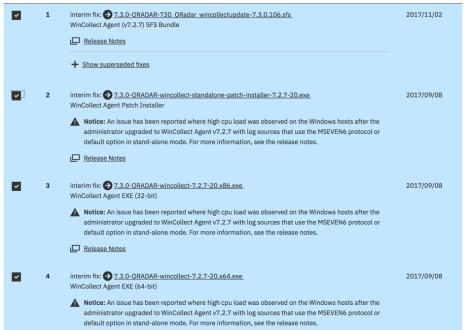 1 interim fix: 7.3.0-QRADAR-730_QRadar_wincollectupdate-7.3.0.106.sfs 2017/11/02
WinCollect Agent (v7.2.7) SFS Bundle
Release Notes
+ Show superseded fixes
2 interim fix: 7.3.0-QRADAR-wincollect-standalone-patch-installer-7.2.7-20.exe 2017/09/08
WinCollect Agent Patch Installer
Notice: An issue has been reported where high cpu load was observed on the Windows hosts after the
administrator upgraded to WinCollect Agent v7.2.7 with log sources that use the MSEVEN6 protocol or
default option in stand-alone mode. For more information, see the release notes.
Release Notes
3 interim fix: 7.3.0-QRADAR-wincollect-7.2.7-20.x86.exe 2017/09/08
WinCollect Agent EXE (32-bit)
Notice: An issue has been reported where high cpu load was observed on the Windows hosts after the
administrator upgraded to WinCollect Agent v7.2.7 with log sources that use the MSEVEN6 protocol or
default option in stand-alone mode. For more information, see the release notes.
Release Notes
4 interim fix: 7.3.0-QRADAR-wincollect-7.2.7-20.x64.exe 2017/09/08
WinCollect Agent EXE (64-bit)
Notice: An issue has been reported where high cpu load was observed on the Windows hosts after the
administrator upgraded to WinCollect Agent v7.2.7 with log sources that use the MSEVEN6 protocol or
default option in stand-alone mode. For more information, see the release notes.